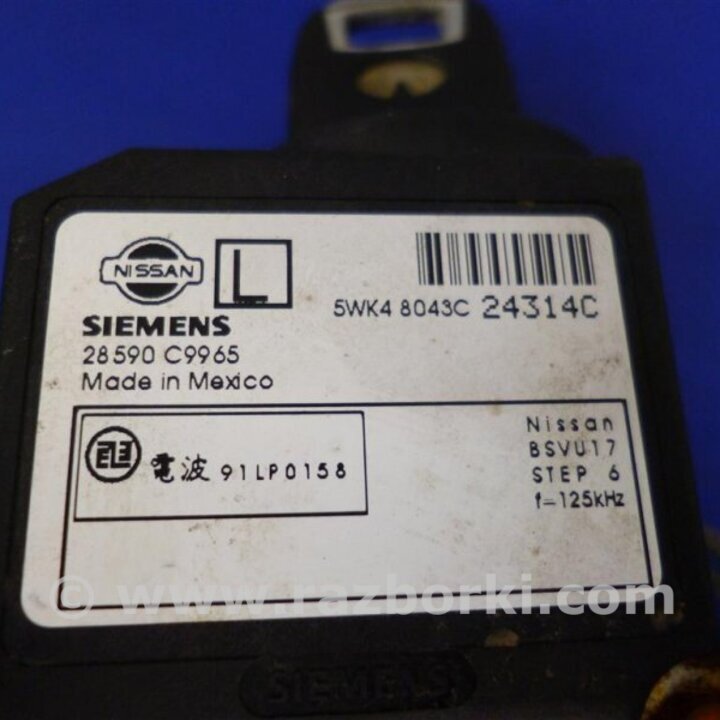 NISSAN
L
SIEMENS
28590 C9965
Made in Mexico
5WK4 8043C 24314C
電波 91LP0158
Nissan
BSVU17
STEP 6
f=125kHz
© www.razborki.com
SIEMENS